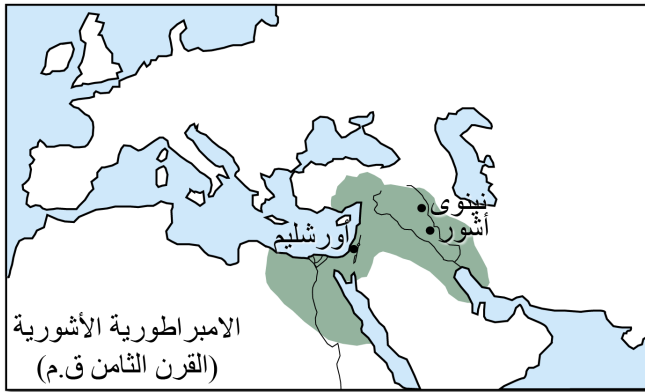 نينوى
أشور
أورشليم
الامبراطورية الأشورية
(القرن الثامن ق.م)